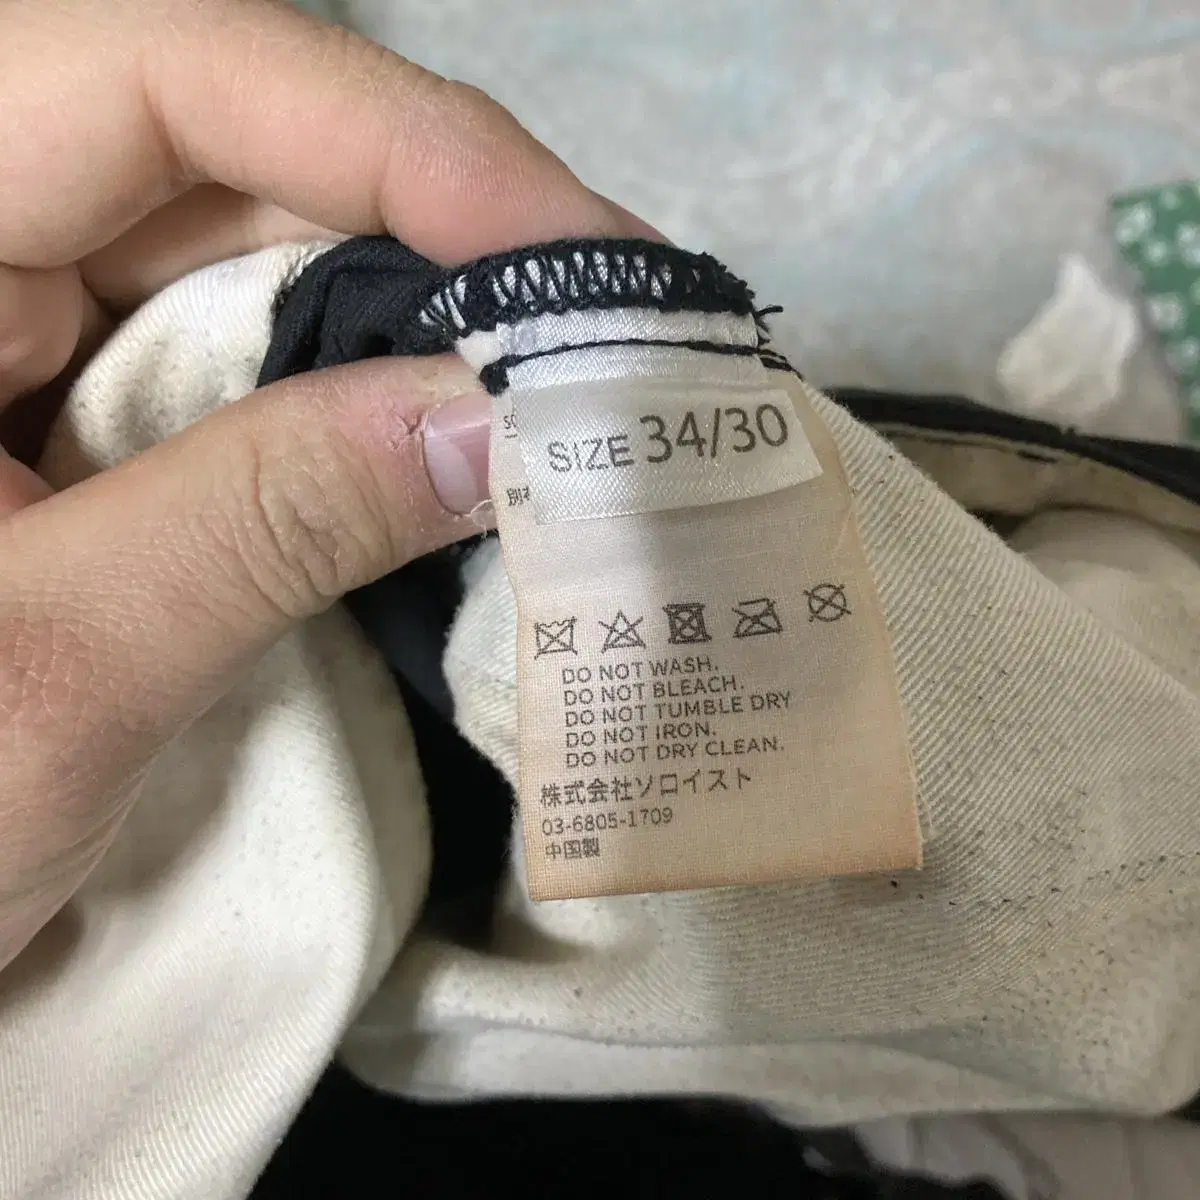 SIZE 34/30
DO NOT WASH.
DO NOT BLEACH.
DO NOT TUMBLE DRY
DO NOT IRON.
DO NOT DRY CLEAN.
株式会社ソロイスト
03-6805-1709
中国製